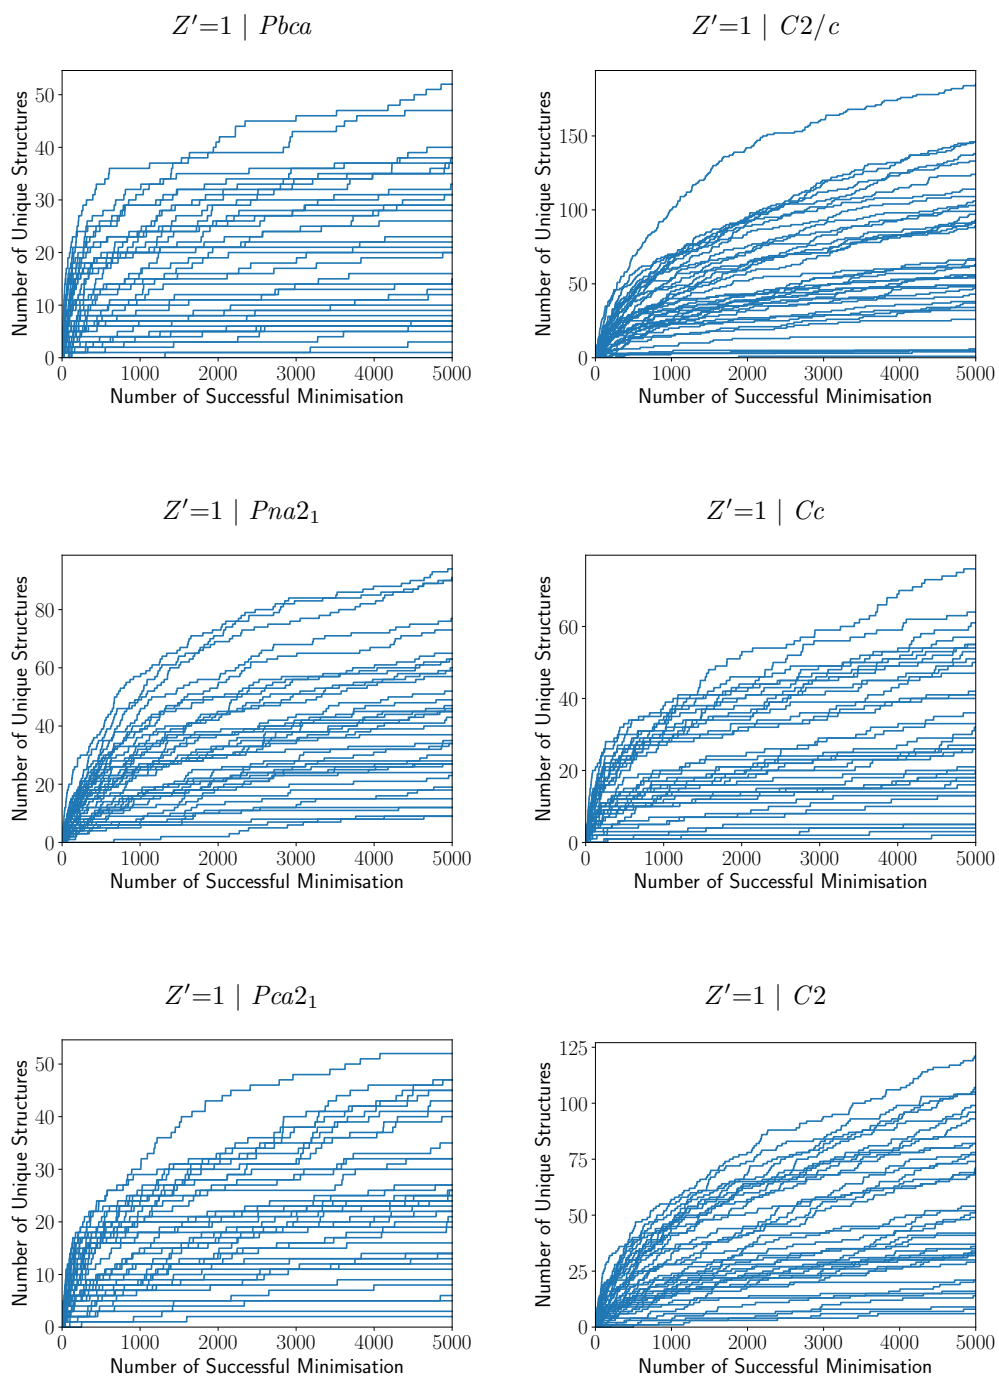 Z′=1 | Pbca
Number of Unique Structures
50
40
30
20
10
0
0 1000 2000 3000 4000 5000
Number of Successful Minimisation
Z′=1 | C2/c
Number of Unique Structures
150
100
50
0
0 1000 2000 3000 4000 5000
Number of Successful Minimisation
Z′=1 | Pna2₁
Number of Unique Structures
80
60
40
20
0
0 1000 2000 3000 4000 5000
Number of Successful Minimisation
Z′=1 | Cc
Number of Unique Structures
60
40
20
0
0 1000 2000 3000 4000 5000
Number of Successful Minimisation
Z′=1 | Pca2₁
Number of Unique Structures
50
40
30
20
10
0
0 1000 2000 3000 4000 5000
Number of Successful Minimisation
Z′=1 | C2
Number of Unique Structures
125
100
75
50
25
0
0 1000 2000 3000 4000 5000
Number of Successful Minimisation